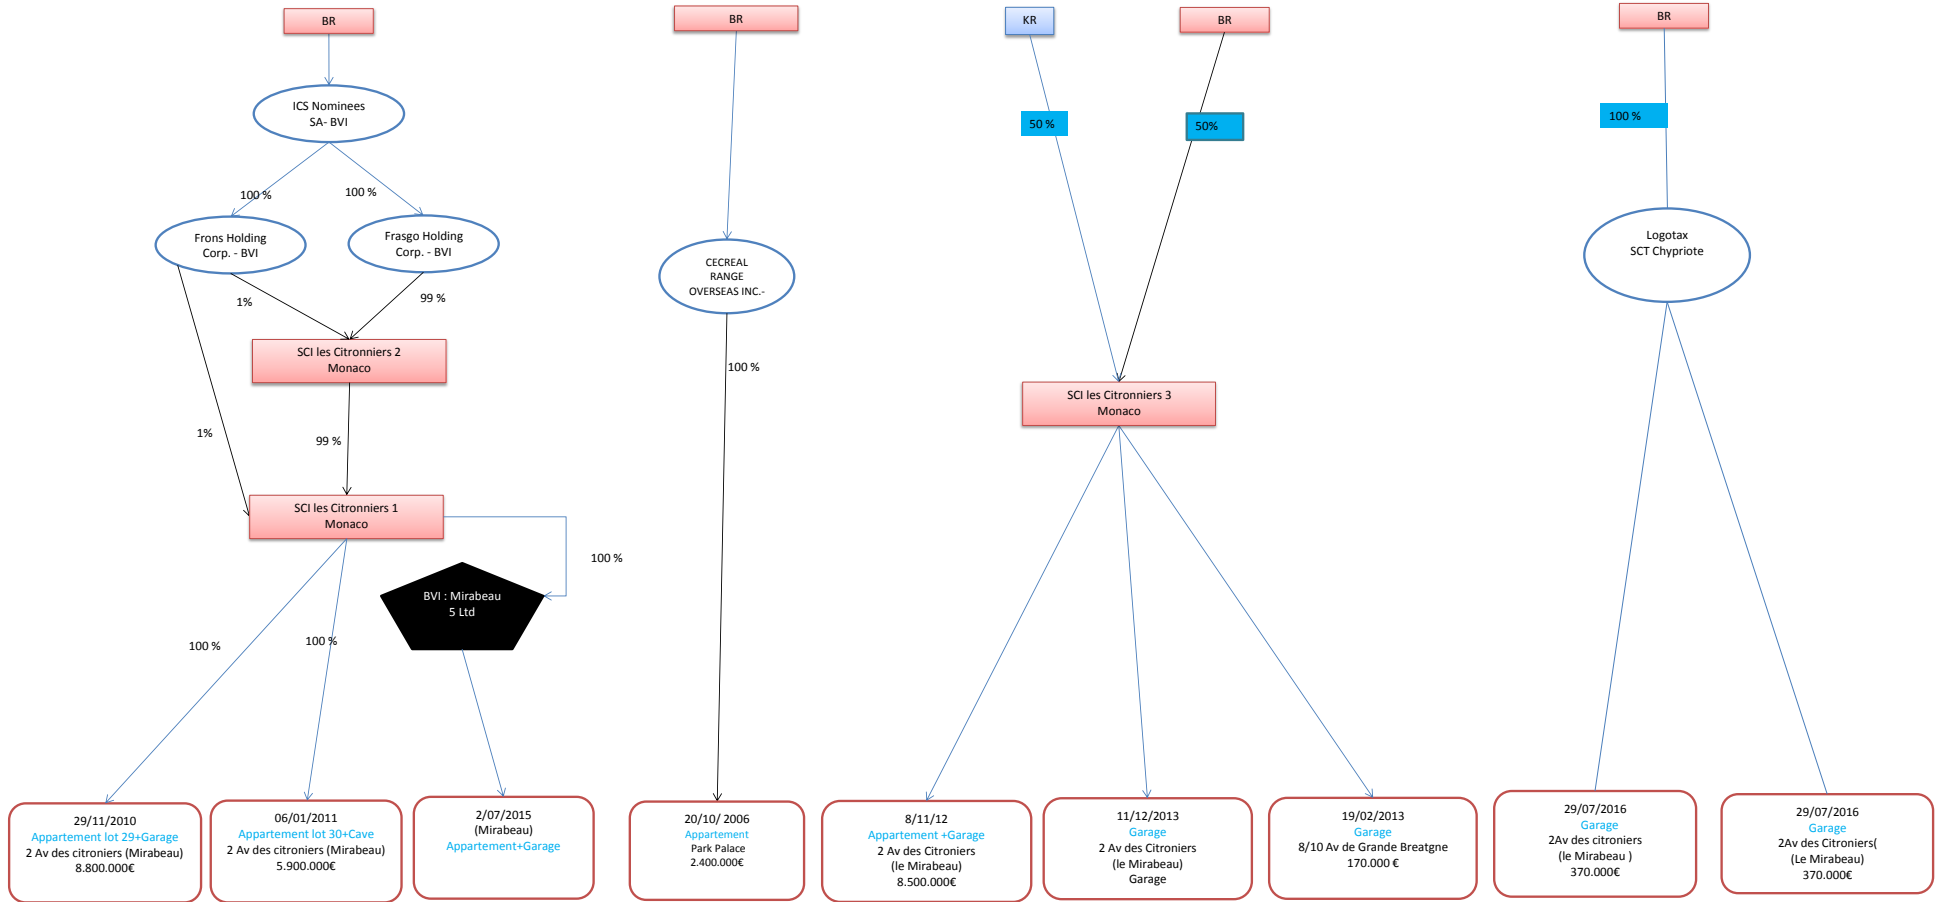 BR
ICS Nominees
SA- BVI
100 %
100 %
Frons Holding
Corp. - BVI
Frasgo Holding
Corp. - BVI
1%
99 %
SCI les Citronniers 2
Monaco
1%
99 %
SCI les Citronniers 1
Monaco
100 %
BVI : Mirabeau
5 Ltd
100 %
100 %
29/11/2010
Appartement lot 29+Garage
2 Av des citroniers (Mirabeau)
8.800.000€
06/01/2011
Appartement lot 30+Cave
2 Av des citroniers (Mirabeau)
5.900.000€
2/07/2015
(Mirabeau)
Appartement+Garage
BR
CECREAL
RANGE
OVERSEAS INC.-
100 %
20/10/ 2006
Appartement
Park Palace
2.400.000€
KR
BR
50 %
50%
SCI les Citronniers 3
Monaco
8/11/12
Appartement +Garage
2 Av des Citroniers
(le Mirabeau)
8.500.000€
11/12/2013
Garage
2 Av des Citroniers
(le Mirabeau)
Garage
19/02/2013
Garage
8/10 Av de Grande Breatgne
170.000 €
BR
100 %
Logotax
SCT Chypriote
29/07/2016
Garage
2Av des citroniers
(le Mirabeau )
370.000€
29/07/2016
Garage
2Av des Citroniers(
(Le Mirabeau)
370.000€